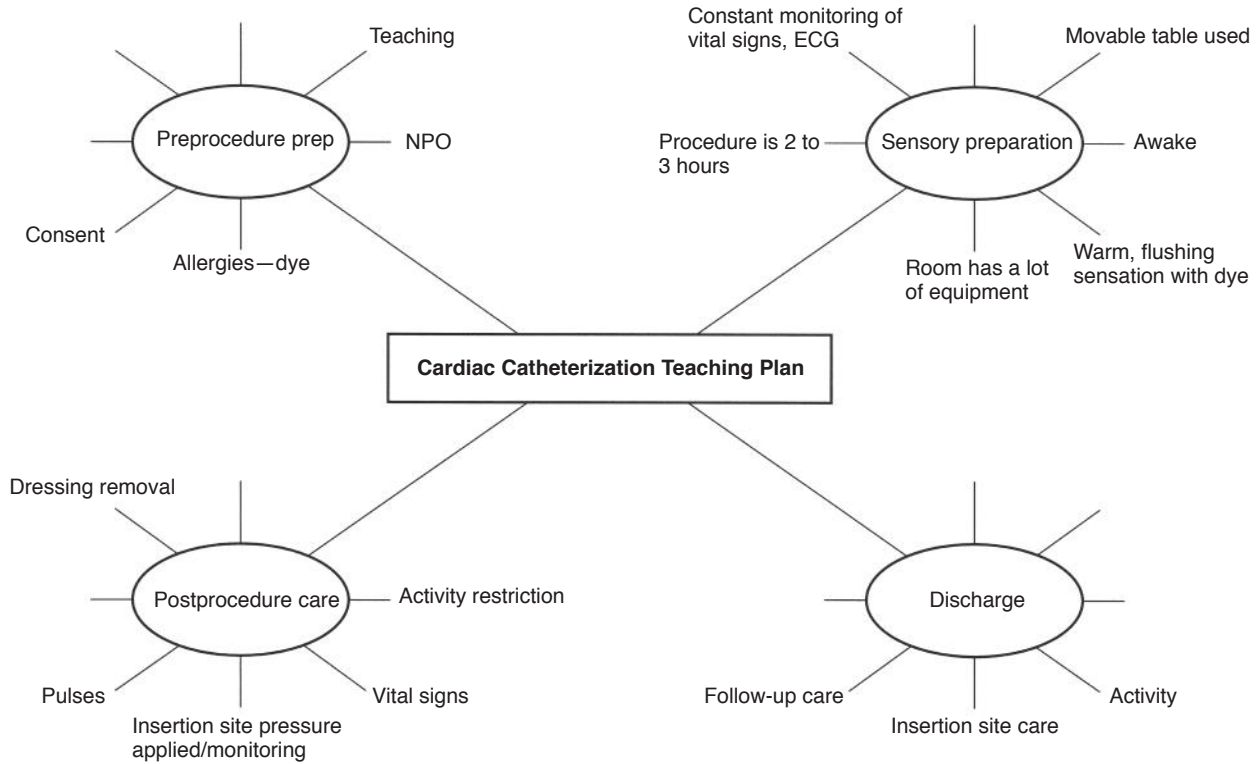 Teaching
Preprocedure prep
NPO
Consent
Allergies—dye
Constant monitoring of
vital signs, ECG
Movable table used
Procedure is 2 to
3 hours
Sensory preparation
Awake
Room has a lot
of equipment
Warm, flushing
sensation with dye
Cardiac Catheterization Teaching Plan
Dressing removal
Postprocedure care
Activity restriction
Pulses
Insertion site pressure
applied/monitoring
Vital signs
Discharge
Follow-up care
Insertion site care
Activity